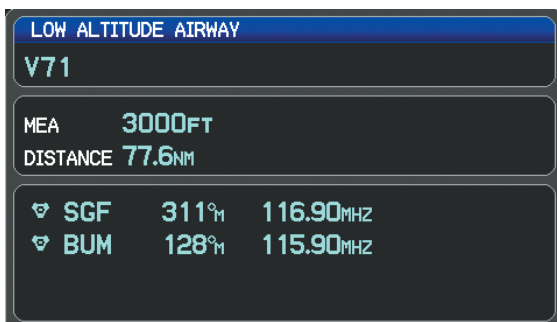 LOW ALTITUDE AIRWAY
V71
MEA 3000FT
DISTANCE 77.6NM
SGF 311°M 116.90MHZ
BUM 128°M 115.90MHZ